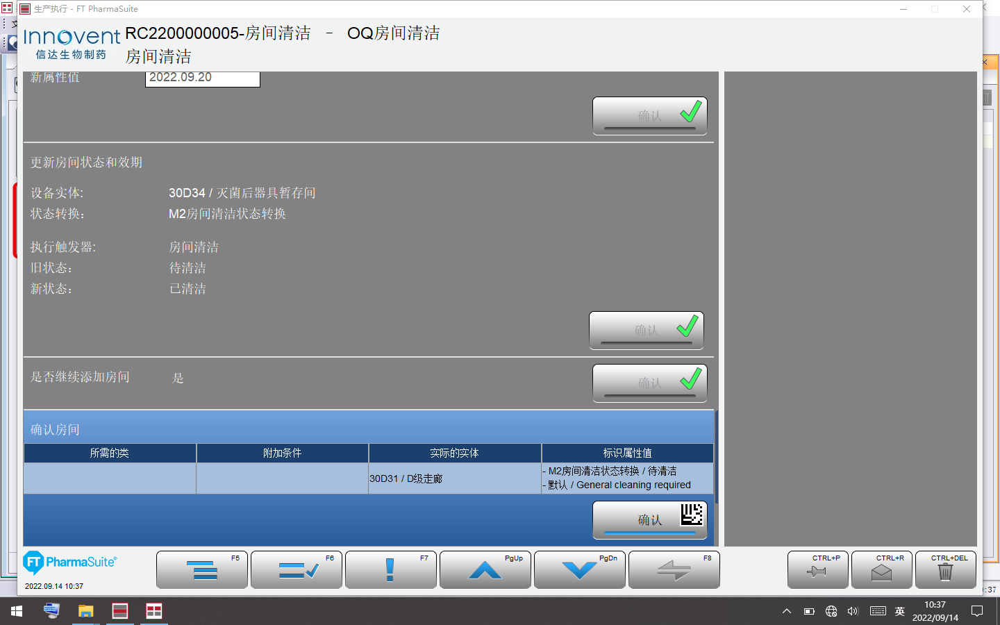 生产执行 - FT PharmaSuite
Innovent
信达生物制药
RC2200000005-房间清洁 - OQ房间清洁
房间清洁
新属性值 2022.09.20
确认
更新房间状态和效期
设备实体: 30D34 / 灭菌后器具暂存间
状态转换: M2房间清洁状态转换
执行触发器: 房间清洁
旧状态: 待清洁
新状态: 已清洁
确认
是否继续添加房间 是
确认
确认房间
所需的类 附加条件 实际的实体 标识属性值
30D31 / D级走廊
- M2房间清洁状态转换 / 待清洁
- 默认 / General cleaning required
确认
FT PharmaSuite
2022.09.14 10:37
F5 F6 F7 PgUp PgDn F8 CTRL+P CTRL+R CTRL+DEL
:37
英
10:37
2022/09/14